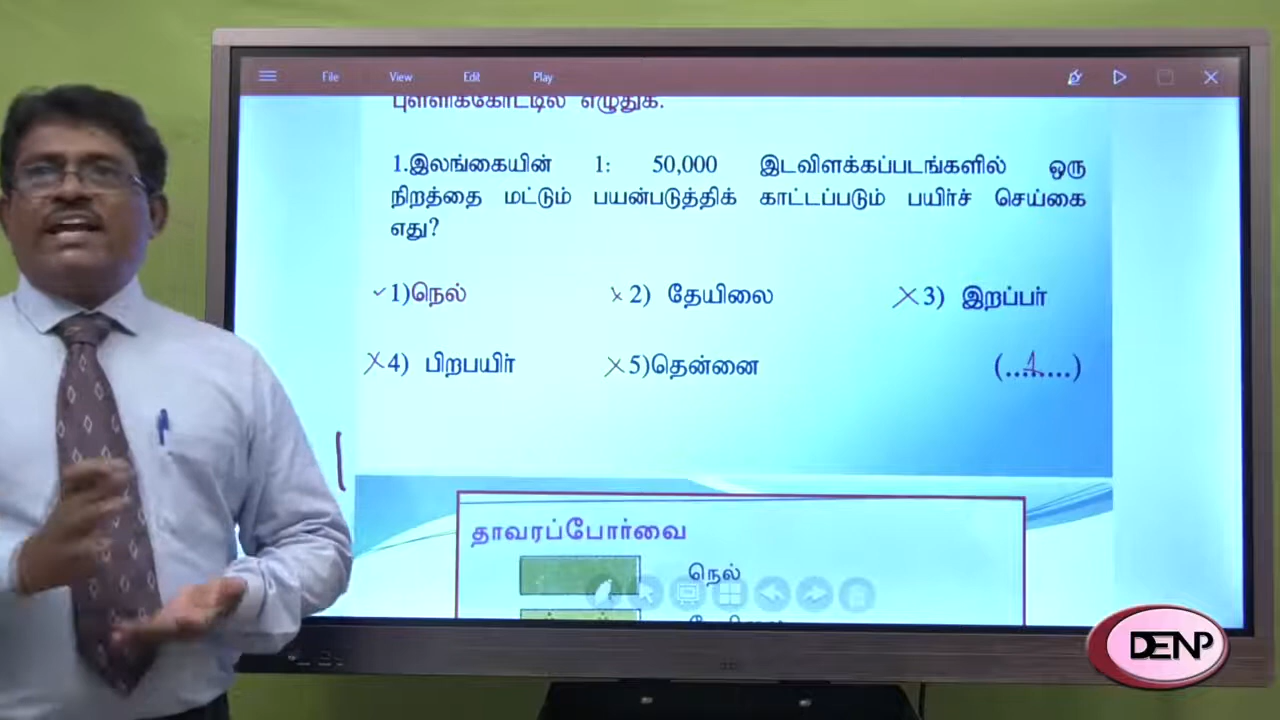 File View Edit Play
புள்ளிக்கோட்டில் எழுதுக.
1.இலங்கையின் 1: 50,000 இடவிளக்கப்படங்களில் ஒரு
நிறத்தை மட்டும் பயன்படுத்திக் காட்டப்படும் பயிர்ச் செய்கை
எது?
1)நெல் 2) தேயிலை 3) இறப்பர்
4) பிறபயிர் 5)தென்னை (....1....)
தாவரப்போர்வை
நெல்
DENP